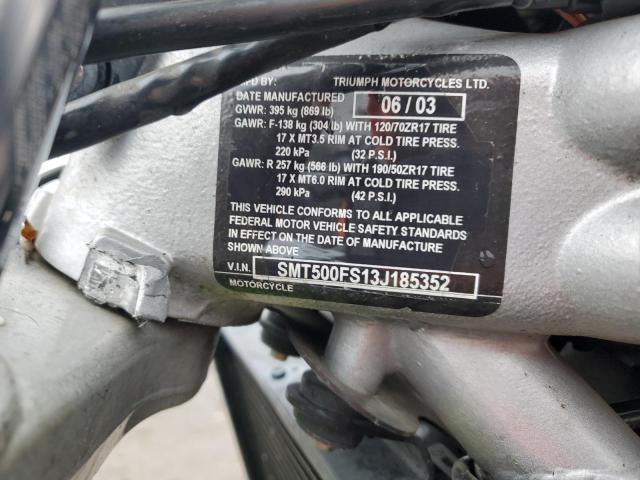 MFD BY: TRIUMPH MOTORCYCLES LTD.
DATE MANUFACTURED 06 / 03
GVWR: 395 kg (869 lb)
GAWR: F-138 kg (304 lb) WITH 120/70ZR17 TIRE
17 X MT3.5 RIM AT COLD TIRE PRESS.
220 kPa (32 P.S.I.)
GAWR: R 257 kg (566 lb) WITH 190/50ZR17 TIRE
17 X MT6.0 RIM AT COLD TIRE PRESS.
290 kPa (42 P.S.I.)
THIS VEHICLE CONFORMS TO ALL APPLICABLE
FEDERAL MOTOR VEHICLE SAFETY STANDARDS
IN EFFECT ON THE DATE OF MANUFACTURE
SHOWN ABOVE
V.I.N. SMT500FS13J185352
MOTORCYCLE